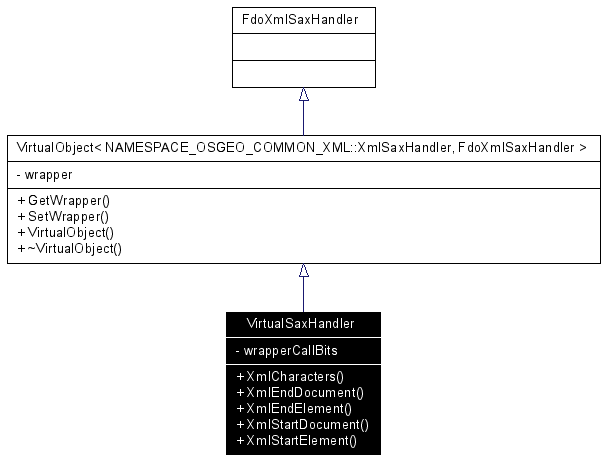 FdoXmlSaxHandler
VirtualObject< NAMESPACE_OSGEO_COMMON_XML::XmlSaxHandler, FdoXmlSaxHandler >
- wrapper
+ GetWrapper()
+ SetWrapper()
+ VirtualObject()
+ ~VirtualObject()
VirtualSaxHandler
- wrapperCallBits
+ XmlCharacters()
+ XmlEndDocument()
+ XmlEndElement()
+ XmlStartDocument()
+ XmlStartElement()